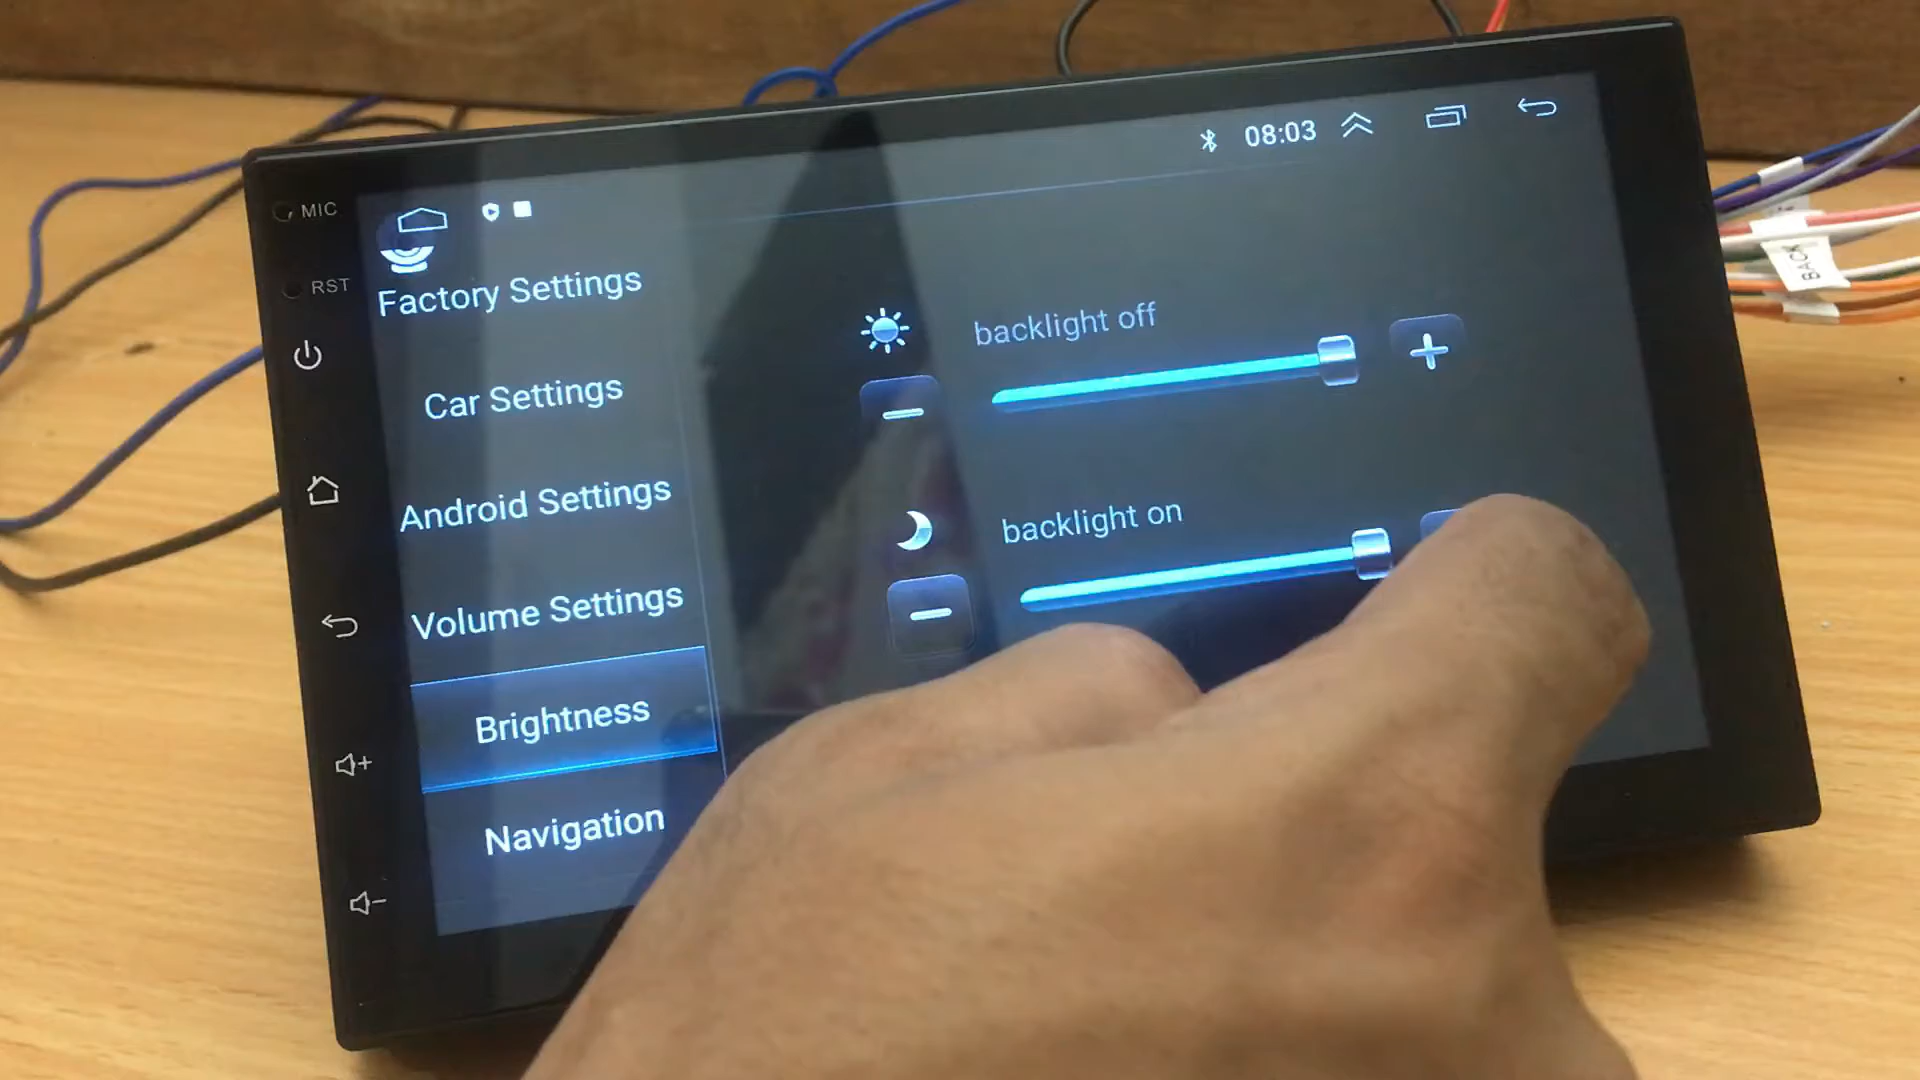 MIC
RST
08:03
Factory Settings
Car Settings
Android Settings
Volume Settings
Brightness
Navigation
backlight off
backlight on
BACK